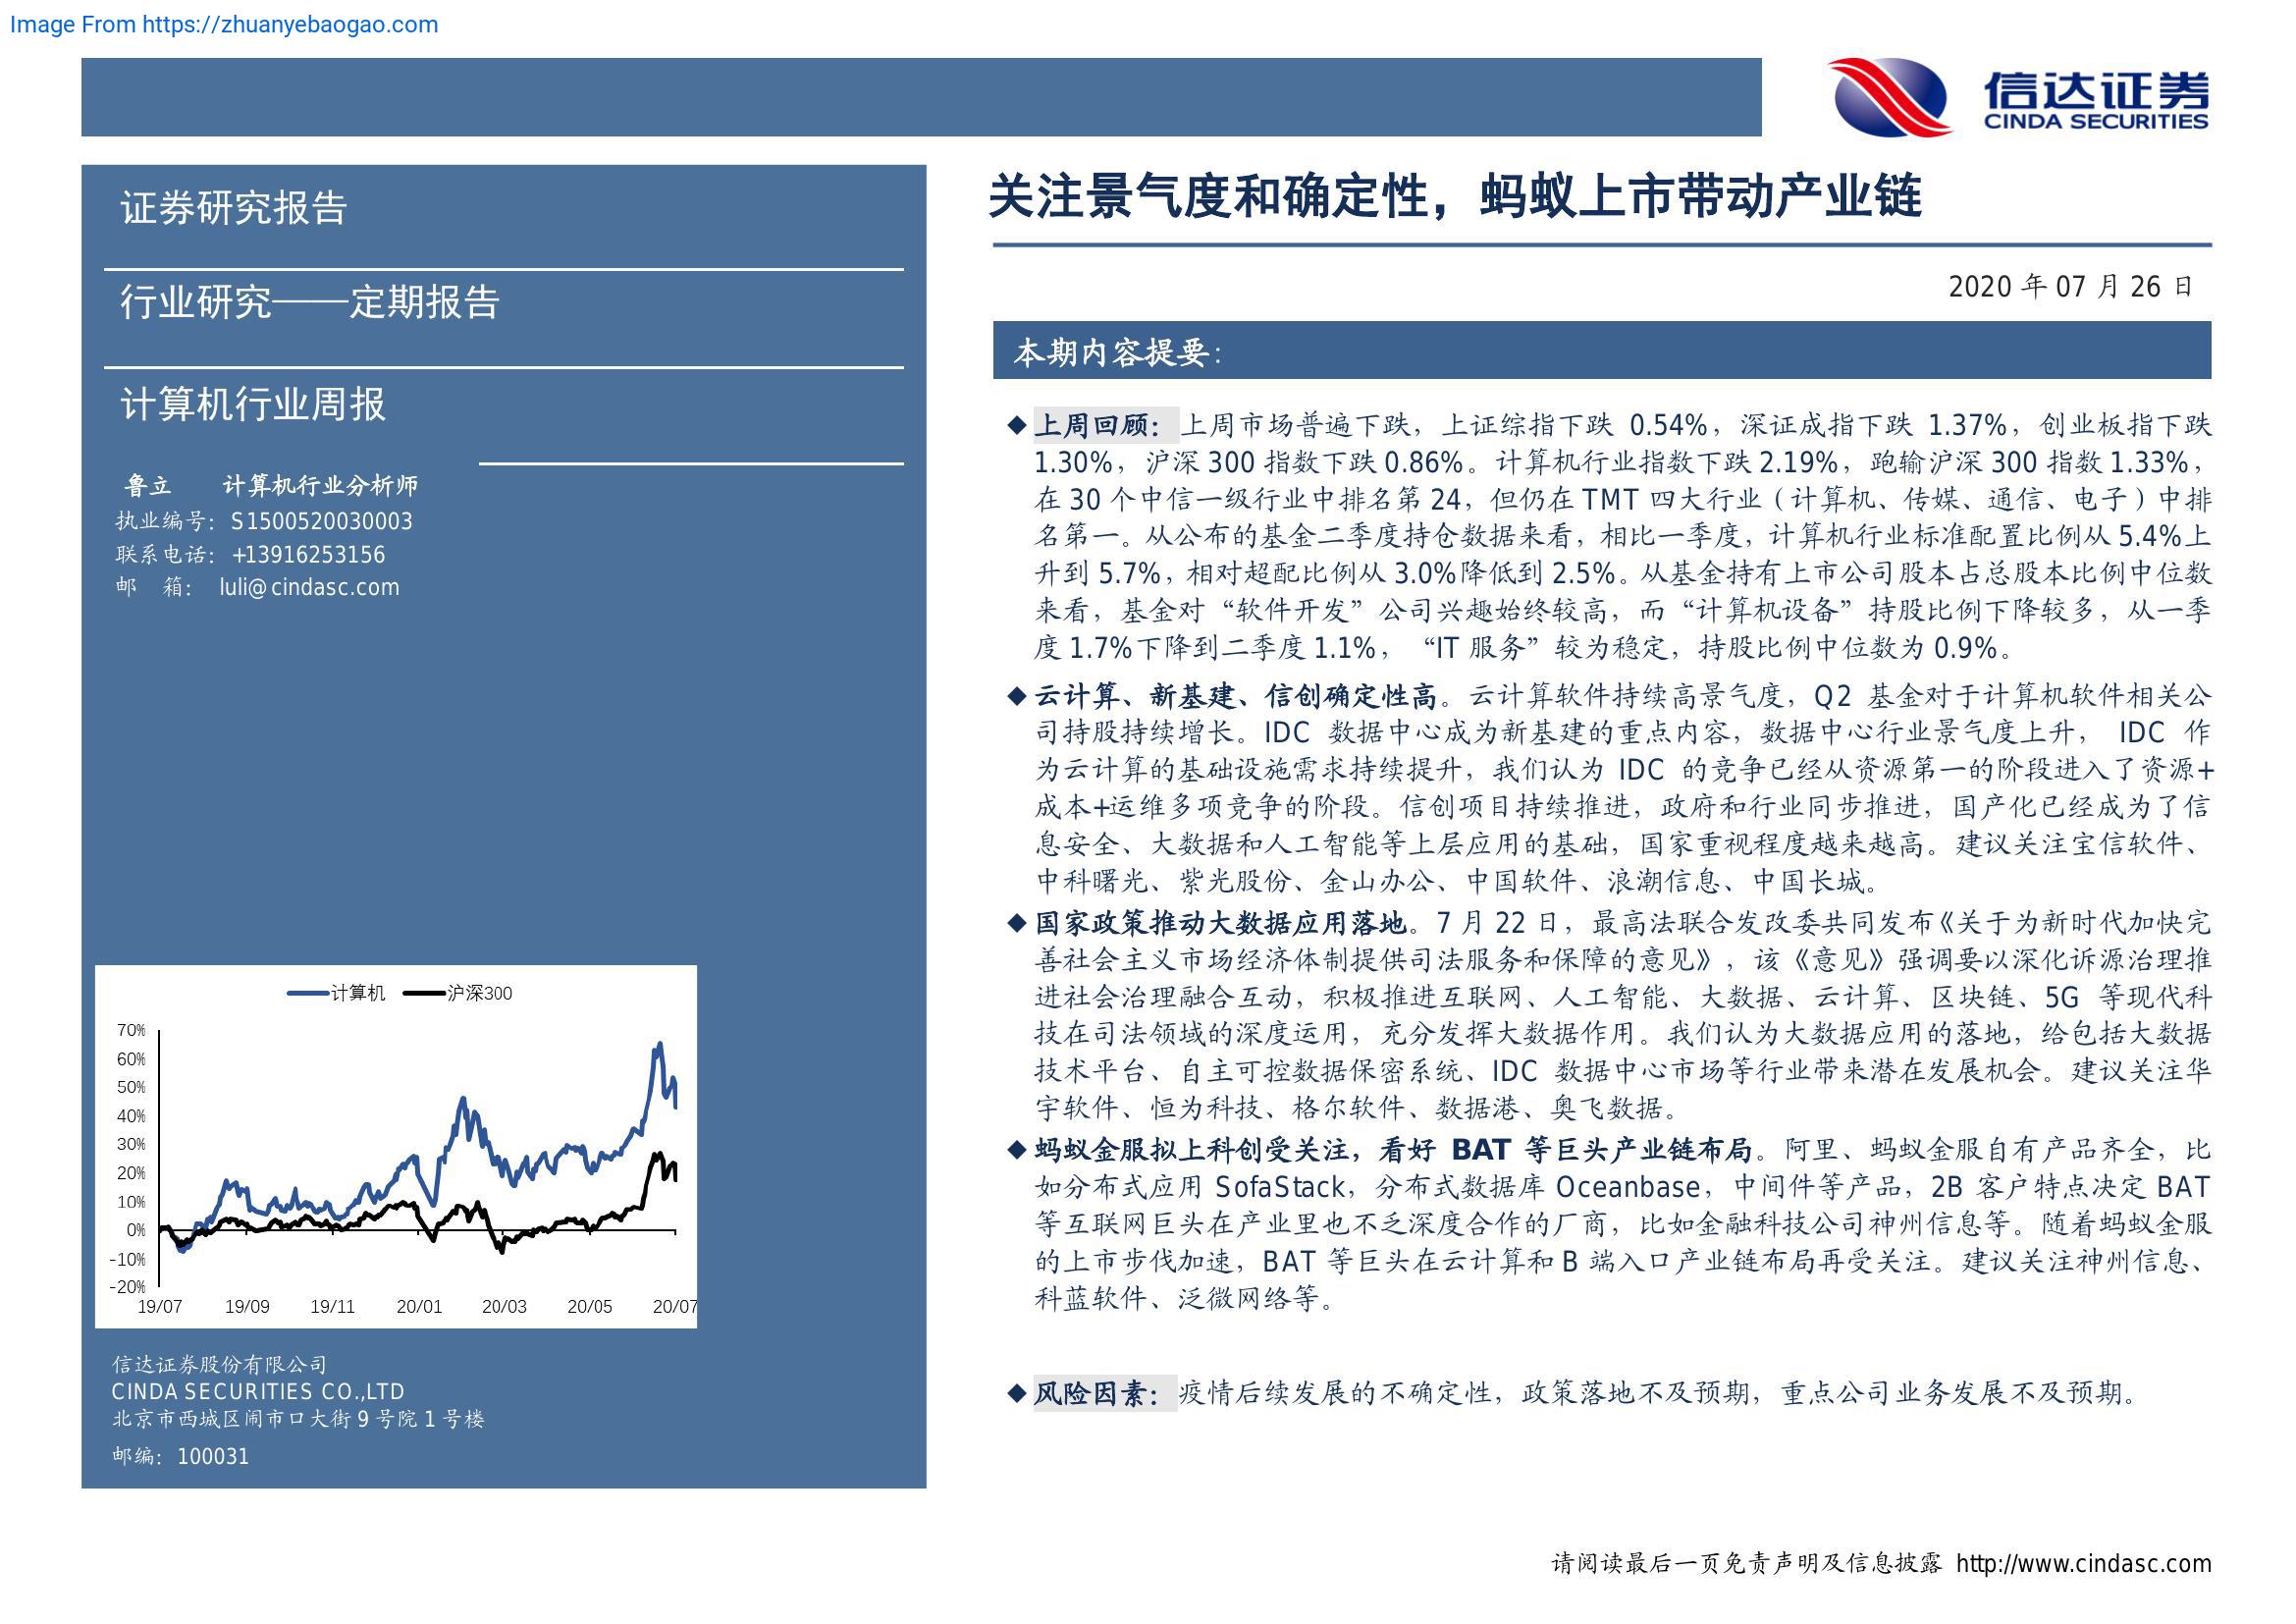 Image From https://zhuanyebaogao.com
信达证券
CINDA SECURITIES
证券研究报告
行业研究——定期报告
计算机行业周报
鲁立 计算机行业分析师
执业编号：S1500520030003
联系电话：+13916253156
邮 箱： luli@cindasc.com
计算机 沪深300
70%
60%
50%
40%
30%
20%
10%
0%
-10%
-20%
19/07 19/09 19/11 20/01 20/03 20/05 20/07
信达证券股份有限公司
CINDA SECURITIES CO.,LTD
北京市西城区闹市口大街 9 号院 1 号楼
邮编：100031
关注景气度和确定性，蚂蚁上市带动产业链
2020 年 07 月 26 日
本期内容提要：
◆上周回顾：上周市场普遍下跌，上证综指下跌 0.54%，深证成指下跌 1.37%，创业板指下跌
1.30%，沪深 300 指数下跌 0.86%。计算机行业指数下跌 2.19%，跑输沪深 300 指数 1.33%，
在 30 个中信一级行业中排名第 24，但仍在 TMT 四大行业（计算机、传媒、通信、电子）中排
名第一。从公布的基金二季度持仓数据来看，相比一季度，计算机行业标准配置比例从 5.4%上
升到 5.7%，相对超配比例从 3.0%降低到 2.5%。从基金持有上市公司股本占总股本比例中位数
来看，基金对“软件开发”公司兴趣始终较高，而“计算机设备”持股比例下降较多，从一季
度 1.7%下降到二季度 1.1%，“IT 服务”较为稳定，持股比例中位数为 0.9%。
◆云计算、新基建、信创确定性高。云计算软件持续高景气度，Q2 基金对于计算机软件相关公
司持股持续增长。IDC 数据中心成为新基建的重点内容，数据中心行业景气度上升， IDC 作
为云计算的基础设施需求持续提升，我们认为 IDC 的竞争已经从资源第一的阶段进入了资源+
成本+运维多项竞争的阶段。信创项目持续推进，政府和行业同步推进，国产化已经成为了信
息安全、大数据和人工智能等上层应用的基础，国家重视程度越来越高。建议关注宝信软件、
中科曙光、紫光股份、金山办公、中国软件、浪潮信息、中国长城。
◆国家政策推动大数据应用落地。7 月 22 日，最高法联合发改委共同发布《关于为新时代加快完
善社会主义市场经济体制提供司法服务和保障的意见》，该《意见》强调要以深化诉源治理推
进社会治理融合互动，积极推进互联网、人工智能、大数据、云计算、区块链、5G 等现代科
技在司法领域的深度运用，充分发挥大数据作用。我们认为大数据应用的落地，给包括大数据
技术平台、自主可控数据保密系统、IDC 数据中心市场等行业带来潜在发展机会。建议关注华
宇软件、恒为科技、格尔软件、数据港、奥飞数据。
◆蚂蚁金服拟上科创受关注，看好 BAT 等巨头产业链布局。阿里、蚂蚁金服自有产品齐全，比
如分布式应用 SofaStack，分布式数据库 Oceanbase，中间件等产品，2B 客户特点决定 BAT
等互联网巨头在产业里也不乏深度合作的厂商，比如金融科技公司神州信息等。随着蚂蚁金服
的上市步伐加速，BAT 等巨头在云计算和 B 端入口产业链布局再受关注。建议关注神州信息、
科蓝软件、泛微网络等。
◆风险因素：疫情后续发展的不确定性，政策落地不及预期，重点公司业务发展不及预期。
请阅读最后一页免责声明及信息披露 http://www.cindasc.com